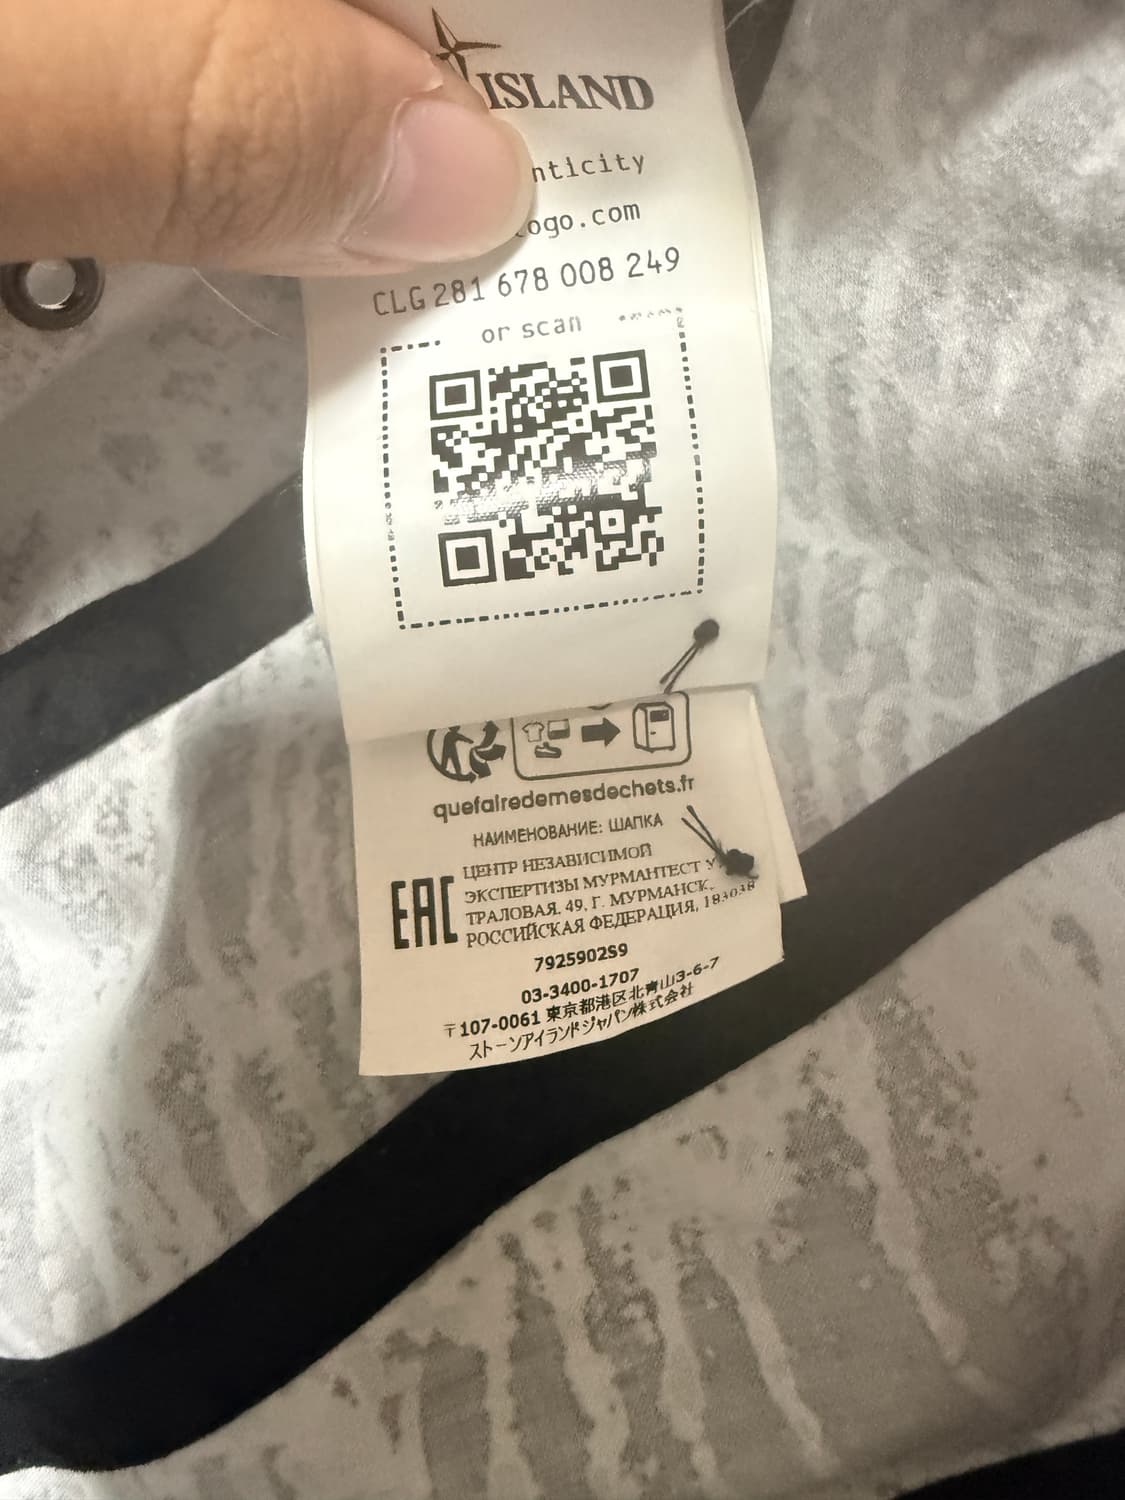 ISLAND
nticity
logo.com
CLG 281 678 008 249
or scan
quefairedemesdechets.fr
НАИМЕНОВАНИЕ: ШАПКА
EAC
ЦЕНТР НЕЗАВИСИМОЙ
ЭКСПЕРТИЗЫ МУРМАНТЕСТ У
ТРАЛОВАЯ, 49, Г. МУРМАНСК,
РОССИЙСКАЯ ФЕДЕРАЦИЯ, 183038
7925902S9
03-3400-1707
〒107-0061 東京都港区北青山3-6-7
ストーンアイランドジャパン株式会社